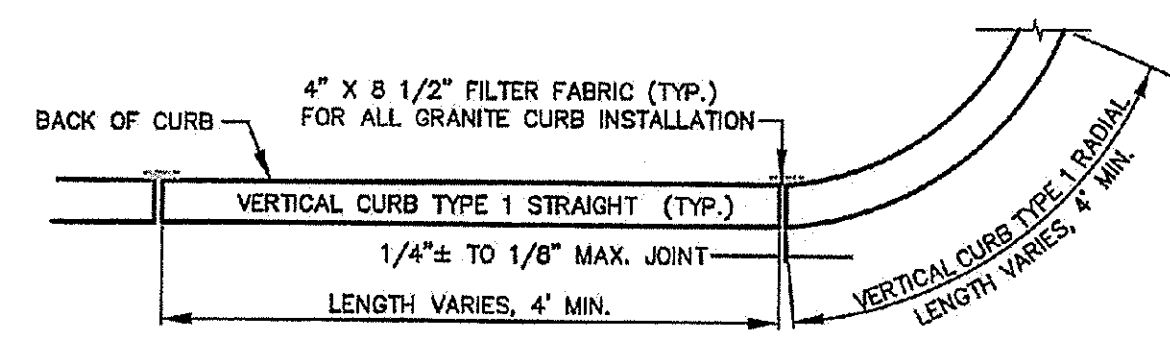 4" X 8 1/2" FILTER FABRIC (TYP.)
FOR ALL GRANITE CURB INSTALLATION
BACK OF CURB
VERTICAL CURB TYPE 1 STRAIGHT (TYP.)
1/4"± TO 1/8" MAX. JOINT
LENGTH VARIES, 4' MIN.
VERTICAL CURB TYPE 1 RADIAL
LENGTH VARIES, 4' MIN.